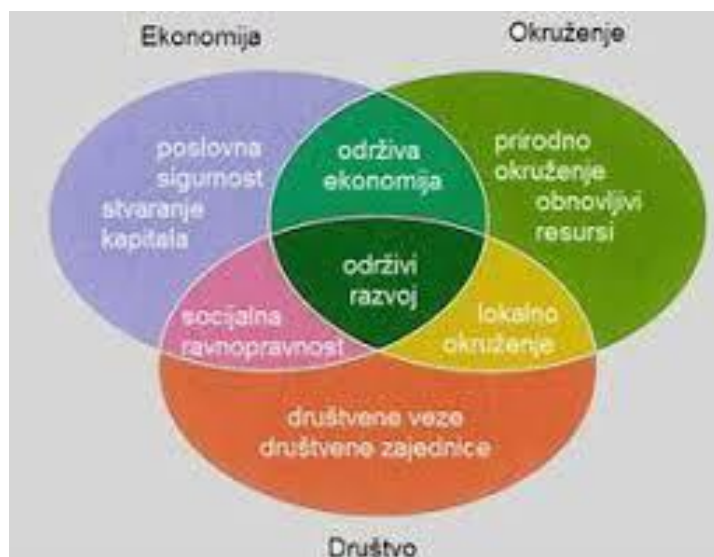 Ekonomija
Okruženje
poslovna
sigurnost
stvaranje
kapitala
održiva
ekonomija
prirodno
okruženje
obnovljivi
resursi
održivi
razvoj
socijalna
ravnopravnost
lokalno
okruženje
društvene veze
društvene zajednice
Društvo